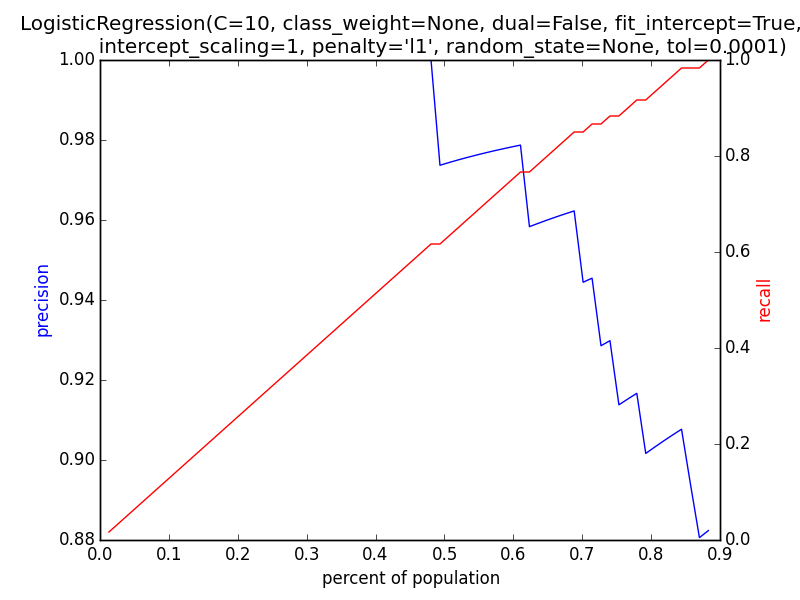 LogisticRegression(C=10, class_weight=None, dual=False, fit_intercept=True,
intercept_scaling=1, penalty='l1', random_state=None, tol=0.0001)
1.00
0.98
0.96
0.94
0.92
0.90
0.88
precision
1.0
0.8
0.6
0.4
0.2
0.0
recall
0.0 0.1 0.2 0.3 0.4 0.5 0.6 0.7 0.8 0.9
percent of population